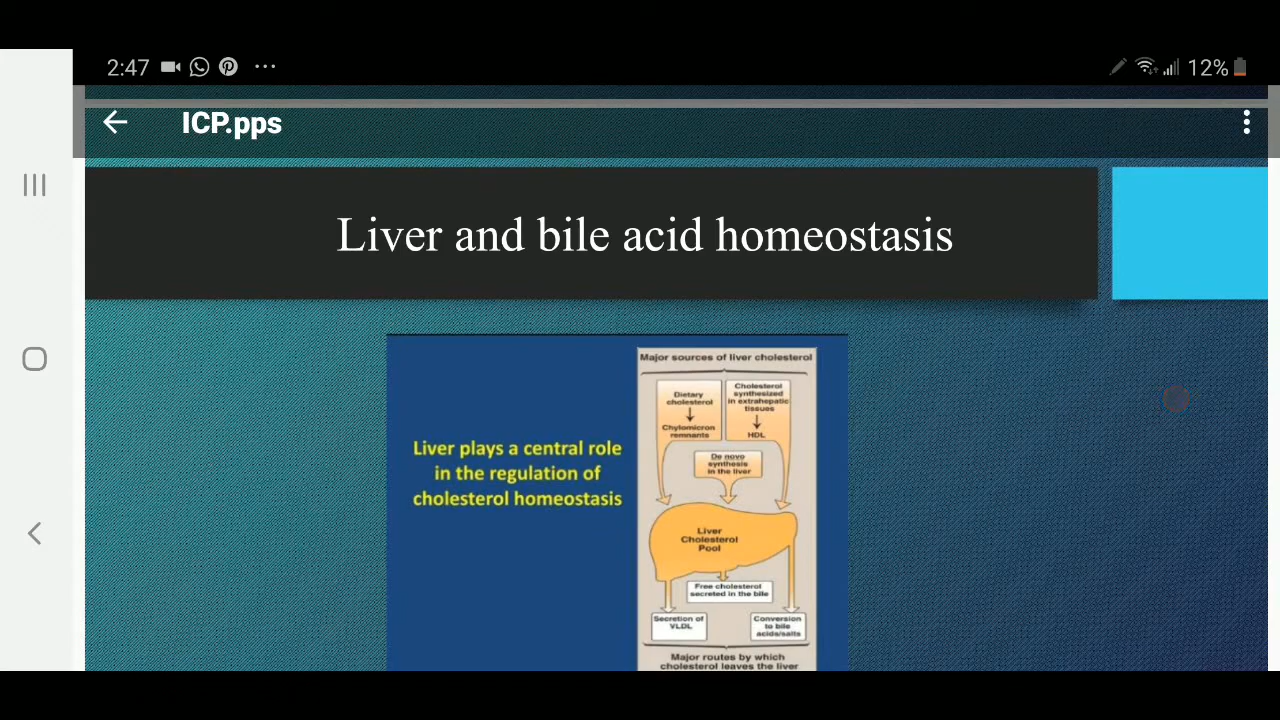 2:47
12%
ICP.pps
Liver and bile acid homeostasis
Liver plays a central role
in the regulation of
cholesterol homeostasis
Major sources of liver cholesterol
Dietary
cholesterol
Chylomicron
remnants
Cholesterol
synthesized
in extrahepatic
tissues
HDL
De novo
synthesis
in the liver
Liver
Cholesterol
Pool
Free cholesterol
secreted in the bile
Secretion of
VLDL
Conversion
to bile
acids/salts
Major routes by which
cholesterol leaves the liver